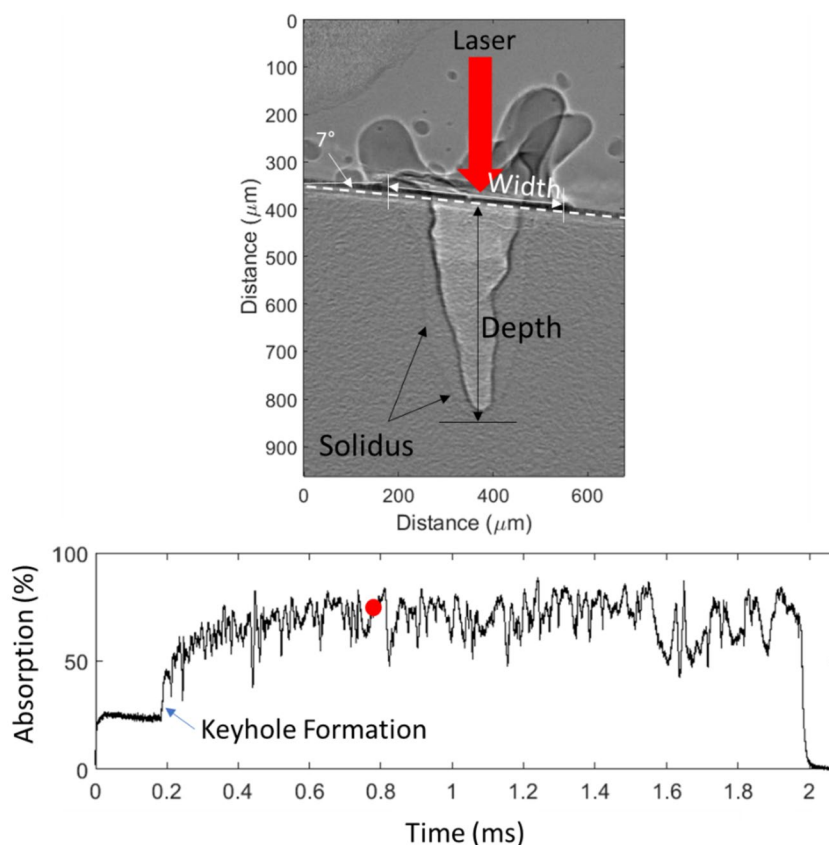 0
100
200
300
400
500
600
700
800
900
Distance (μm)
Laser
7°
Width
Depth
Solidus
0 200 400 600
Distance (μm)
100
50
0
Absorption (%)
Keyhole Formation
0 0.2 0.4 0.6 0.8 1 1.2 1.4 1.6 1.8 2
Time (ms)